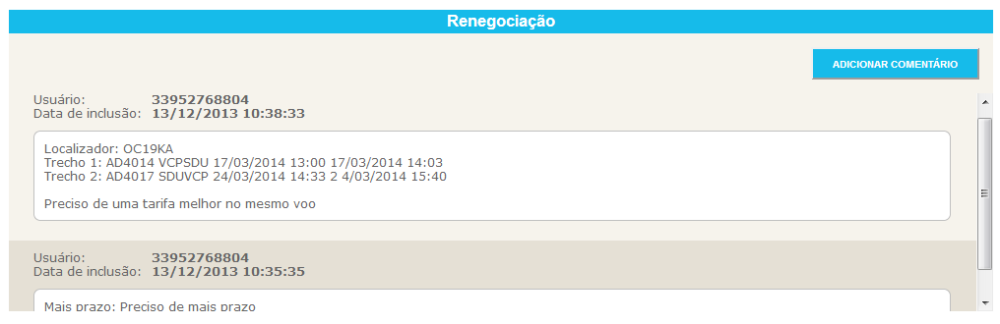 Renegociação
ADICIONAR COMENTÁRIO
Usuário: 33952768804
Data de inclusão: 13/12/2013 10:38:33
Localizador: OC19KA
Trecho 1: AD4014 VCPSDU 17/03/2014 13:00 17/03/2014 14:03
Trecho 2: AD4017 SDUVCP 24/03/2014 14:33 2 4/03/2014 15:40
Preciso de uma tarifa melhor no mesmo voo
Usuário: 33952768804
Data de inclusão: 13/12/2013 10:35:35
Mais prazo: Preciso de mais prazo